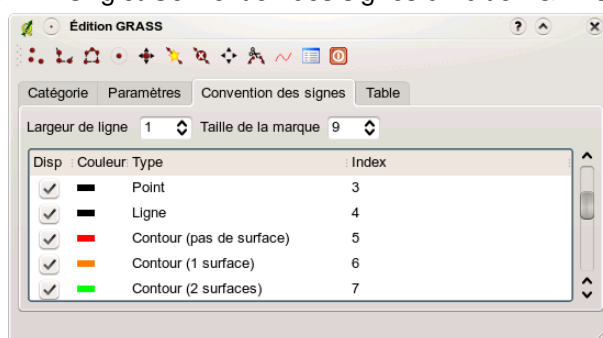 Édition GRASS
Catégorie Paramètres Convention des signes Table
Largeur de ligne 1 Taille de la marque 9
Disp Couleur Type Index
Point 3
Ligne 4
Contour (pas de surface) 5
Contour (1 surface) 6
Contour (2 surfaces) 7